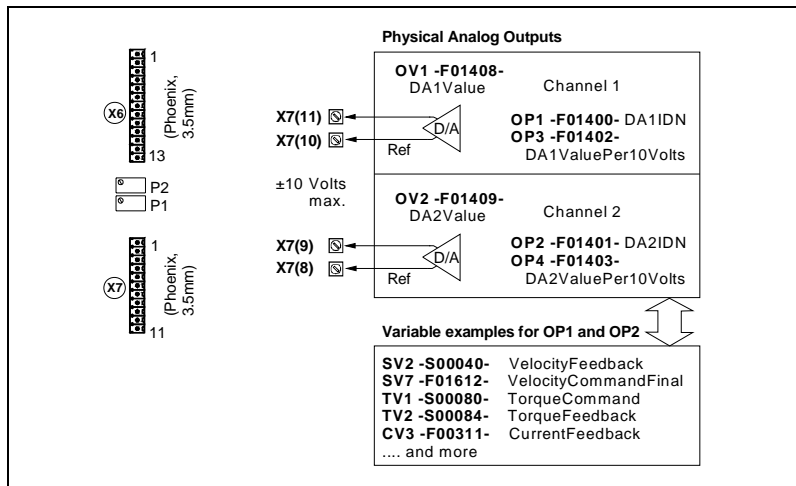 Physical Analog Outputs
1
X6
(Phoenix,
3.5mm)
13
P2
P1
1
X7
(Phoenix,
3.5mm)
11
OV1 -F01408-
DA1Value
Channel 1
X7(11)
X7(10)
D/A
Ref
OP1 -F01400- DA1IDN
OP3 -F01402-
DA1ValuePer10Volts
±10 Volts
max.
OV2 -F01409-
DA2Value
Channel 2
X7(9)
X7(8)
D/A
Ref
OP2 -F01401- DA2IDN
OP4 -F01403-
DA2ValuePer10Volts
Variable examples for OP1 and OP2
SV2 -S00040- VelocityFeedback
SV7 -F01612- VelocityCommandFinal
TV1 -S00080- TorqueCommand
TV2 -S00084- TorqueFeedback
CV3 -F00311- CurrentFeedback
.... and more